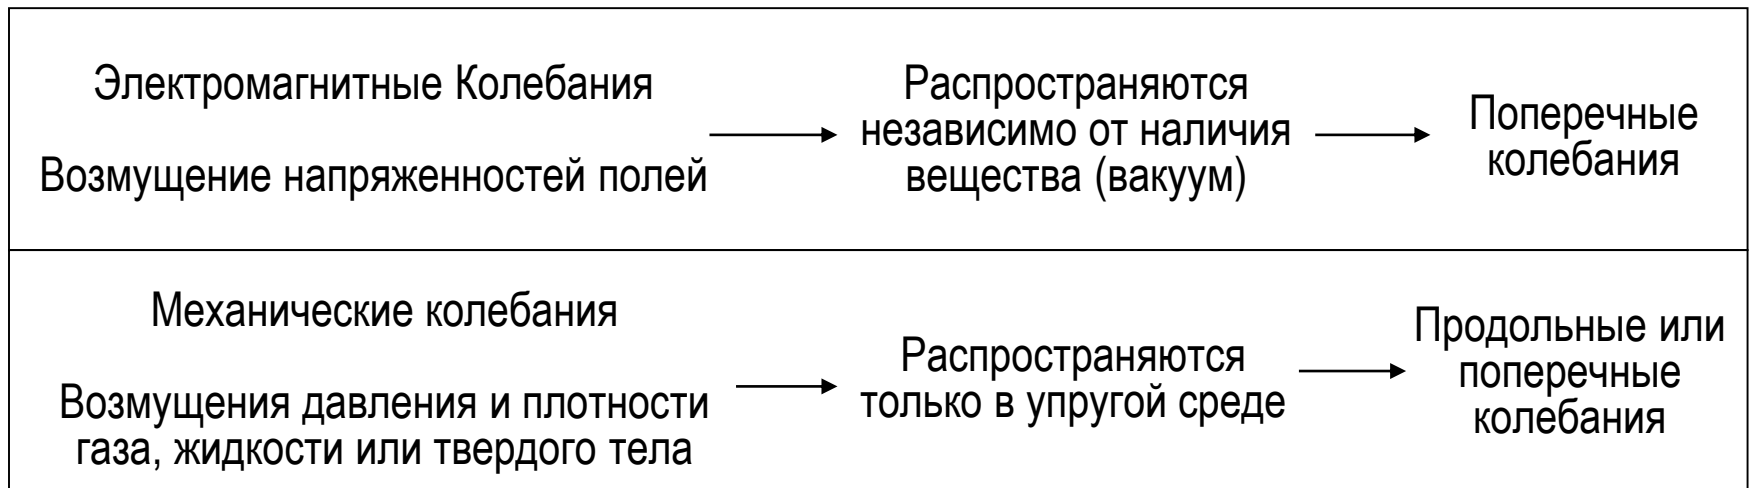 Электромагнитные Колебания
Возмущение напряженностей полей
Распространяются
независимо от наличия
вещества (вакуум)
Поперечные
колебания
Механические колебания
Возмущения давления и плотности
газа, жидкости или твердого тела
Распространяются
только в упругой среде
Продольные или
поперечные
колебания